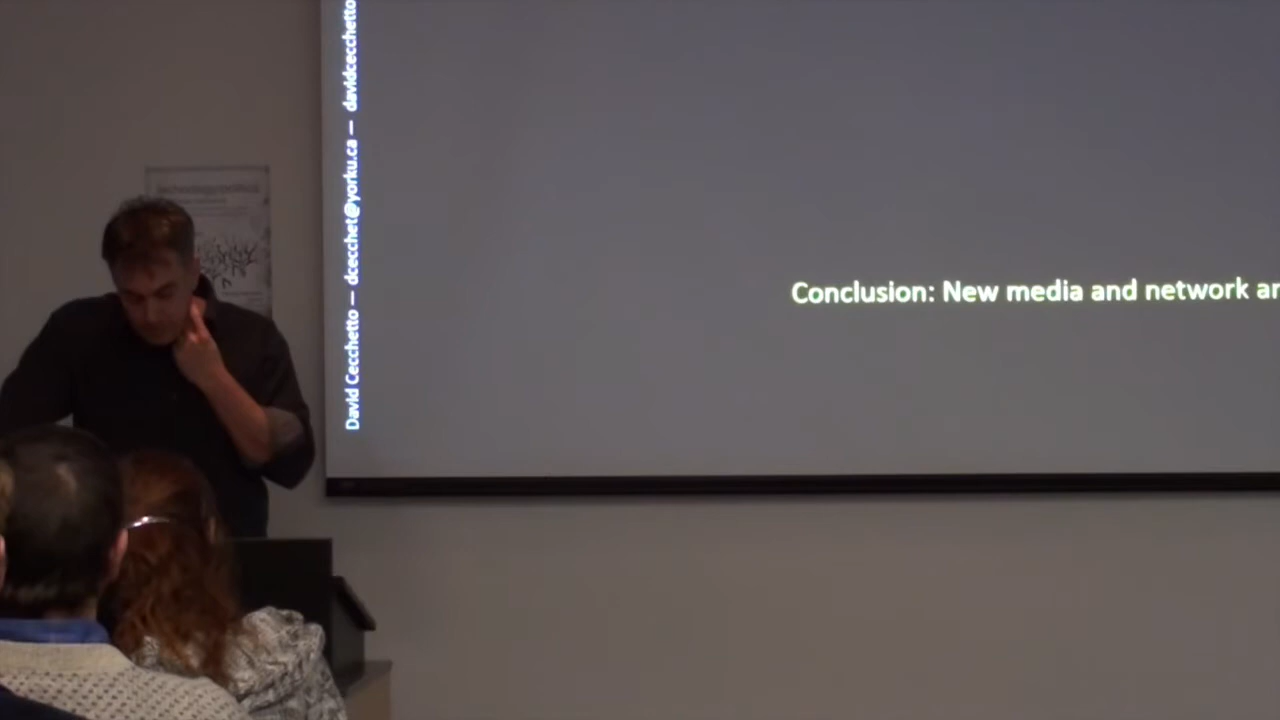 David Cecchetto — dcecchet@yorku.ca — davidcecchetto
Conclusion: New media and network ar